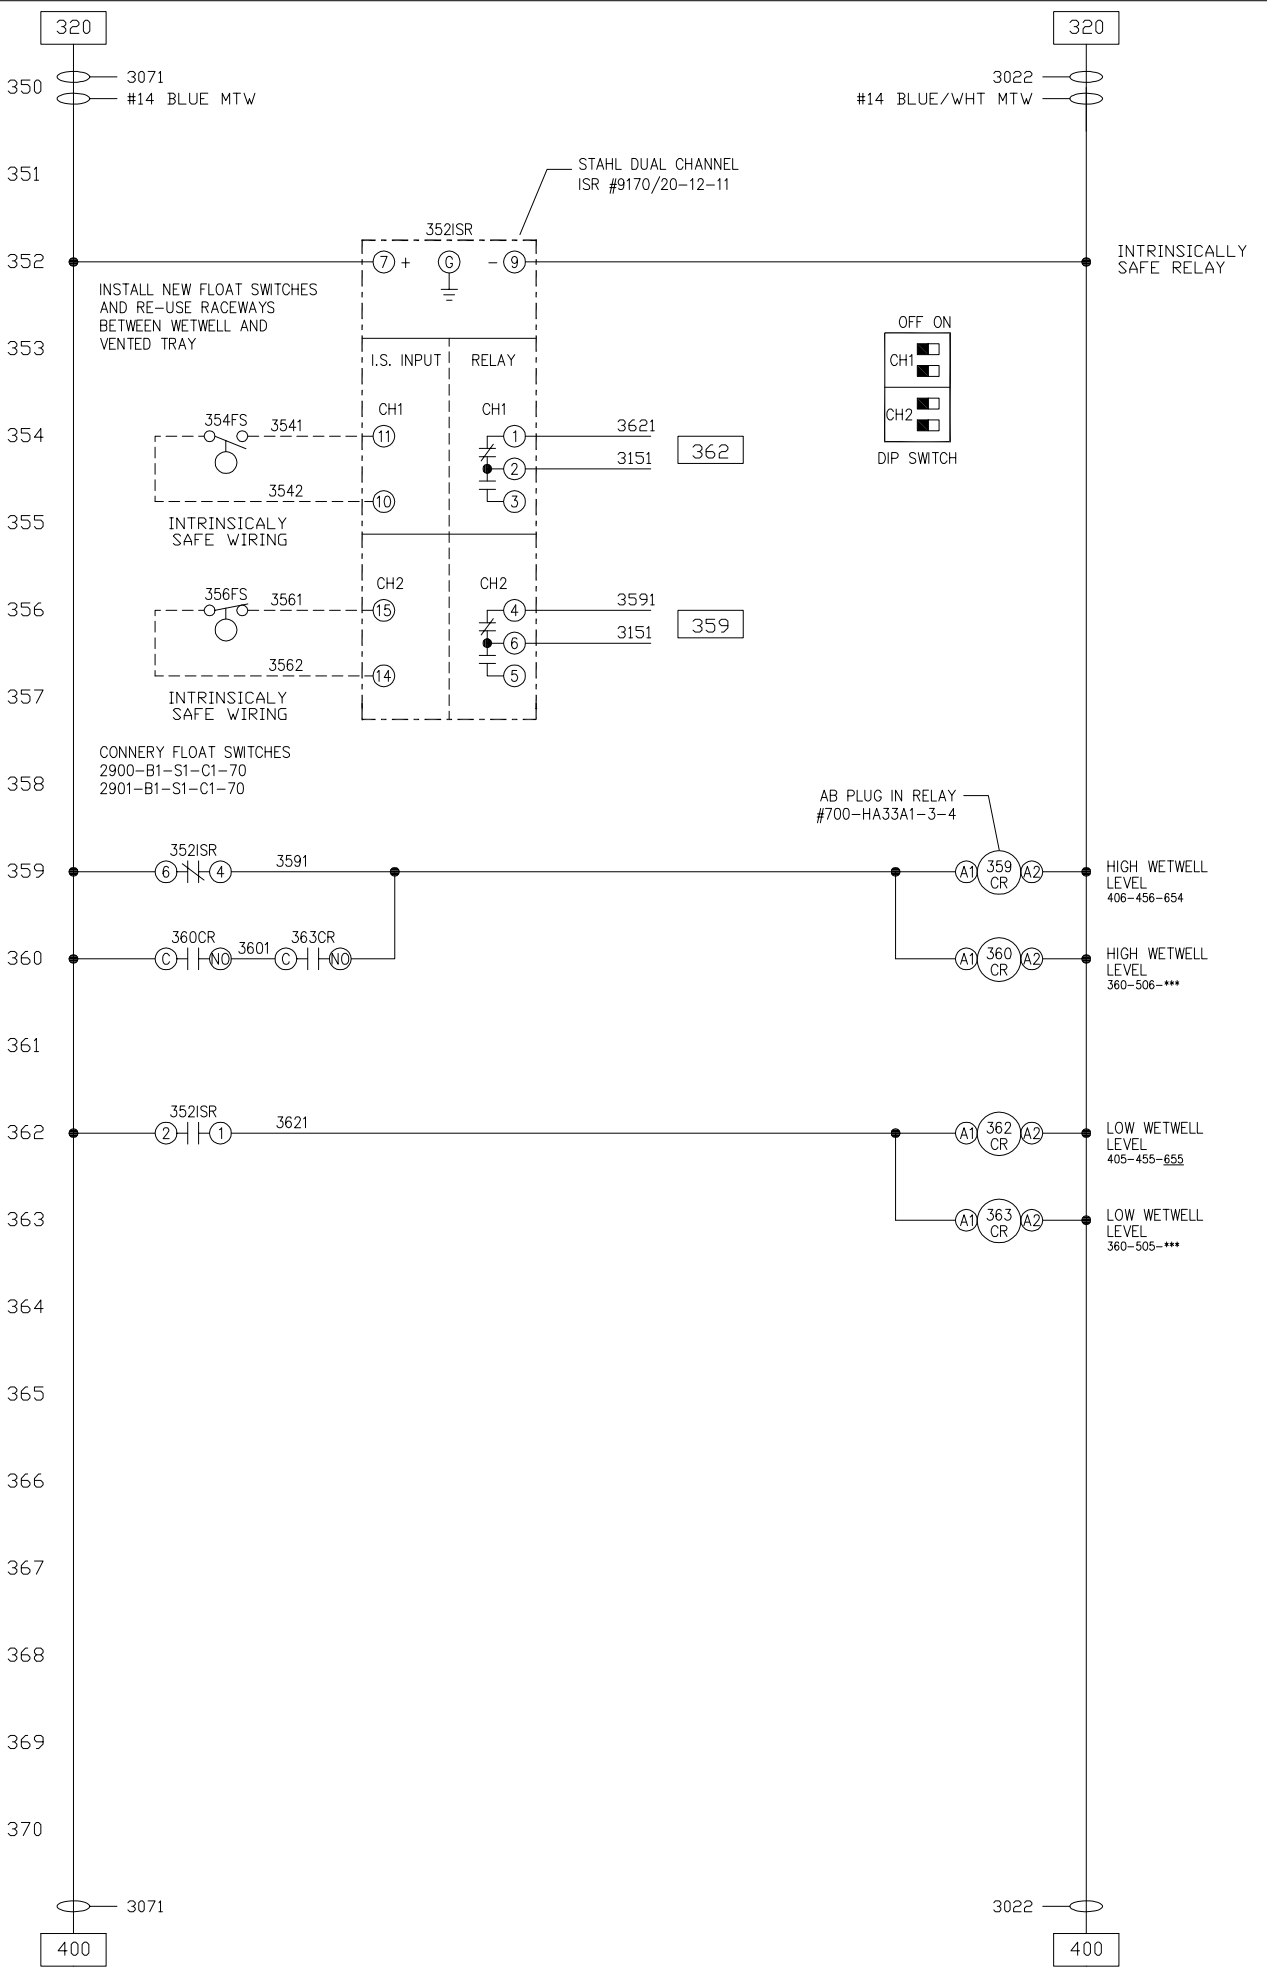 320
320
350
3071
#14 BLUE MTW
3022
#14 BLUE/WHT MTW
351
STAHL DUAL CHANNEL
ISR #9170/20-12-11
352ISR
352
7 + G - 9
INTRINSICALLY
SAFE RELAY
INSTALL NEW FLOAT SWITCHES
AND RE-USE RACEWAYS
BETWEEN WETWELL AND
VENTED TRAY
353
I.S. INPUT
RELAY
OFF ON
CH1
CH2
DIP SWITCH
CH1
CH1
354
354FS
3541
11
1
3621
2
3151
362
3542
10
3
355
INTRINSICALY
SAFE WIRING
CH2
CH2
356
356FS
3561
15
4
3591
6
3151
359
3562
14
5
357
INTRINSICALY
SAFE WIRING
CONNERY FLOAT SWITCHES
2900-B1-S1-C1-70
2901-B1-S1-C1-70
358
AB PLUG IN RELAY
#700-HA33A1-3-4
359
352ISR
6 4
3591
A1
359
CR
A2
HIGH WETWELL
LEVEL
406-456-654
360
360CR
C NO
3601
363CR
C NO
A1
360
CR
A2
HIGH WETWELL
LEVEL
360-506-***
361
362
352ISR
2 1
3621
A1
362
CR
A2
LOW WETWELL
LEVEL
405-455-655
363
A1
363
CR
A2
LOW WETWELL
LEVEL
360-505-***
364
365
366
367
368
369
370
3071
3022
400
400